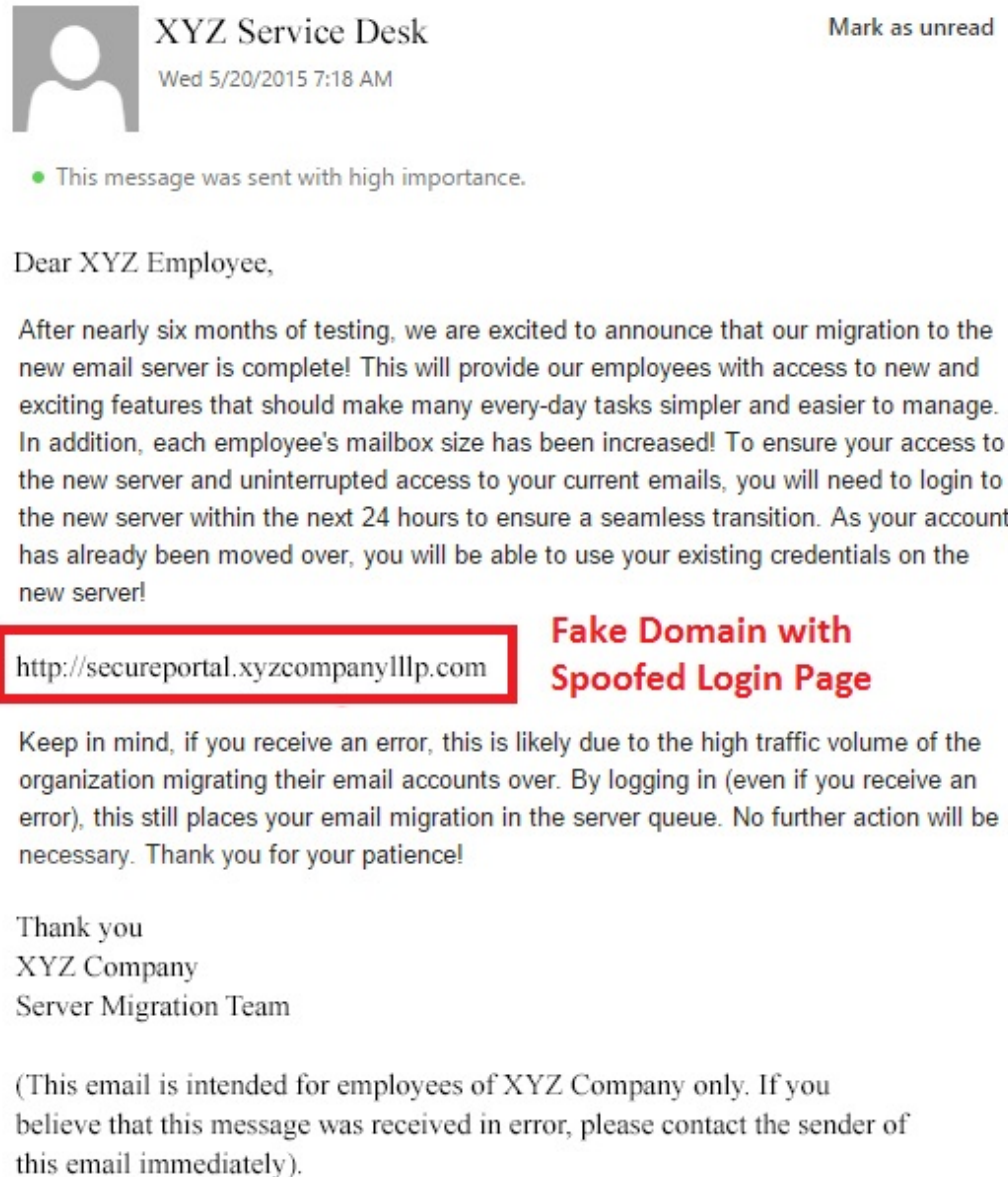 XYZ Service Desk
Mark as unread
Wed 5/20/2015 7:18 AM
This message was sent with high importance.
Dear XYZ Employee,
After nearly six months of testing, we are excited to announce that our migration to the
new email server is complete! This will provide our employees with access to new and
exciting features that should make many every-day tasks simpler and easier to manage.
In addition, each employee's mailbox size has been increased! To ensure your access to
the new server and uninterrupted access to your current emails, you will need to login to
the new server within the next 24 hours to ensure a seamless transition. As your account
has already been moved over, you will be able to use your existing credentials on the
new server!
http://secureportal.xyzcompanylllp.com
Fake Domain with
Spoofed Login Page
Keep in mind, if you receive an error, this is likely due to the high traffic volume of the
organization migrating their email accounts over. By logging in (even if you receive an
error), this still places your email migration in the server queue. No further action will be
necessary. Thank you for your patience!
Thank you
XYZ Company
Server Migration Team
(This email is intended for employees of XYZ Company only. If you
believe that this message was received in error, please contact the sender of
this email immediately).